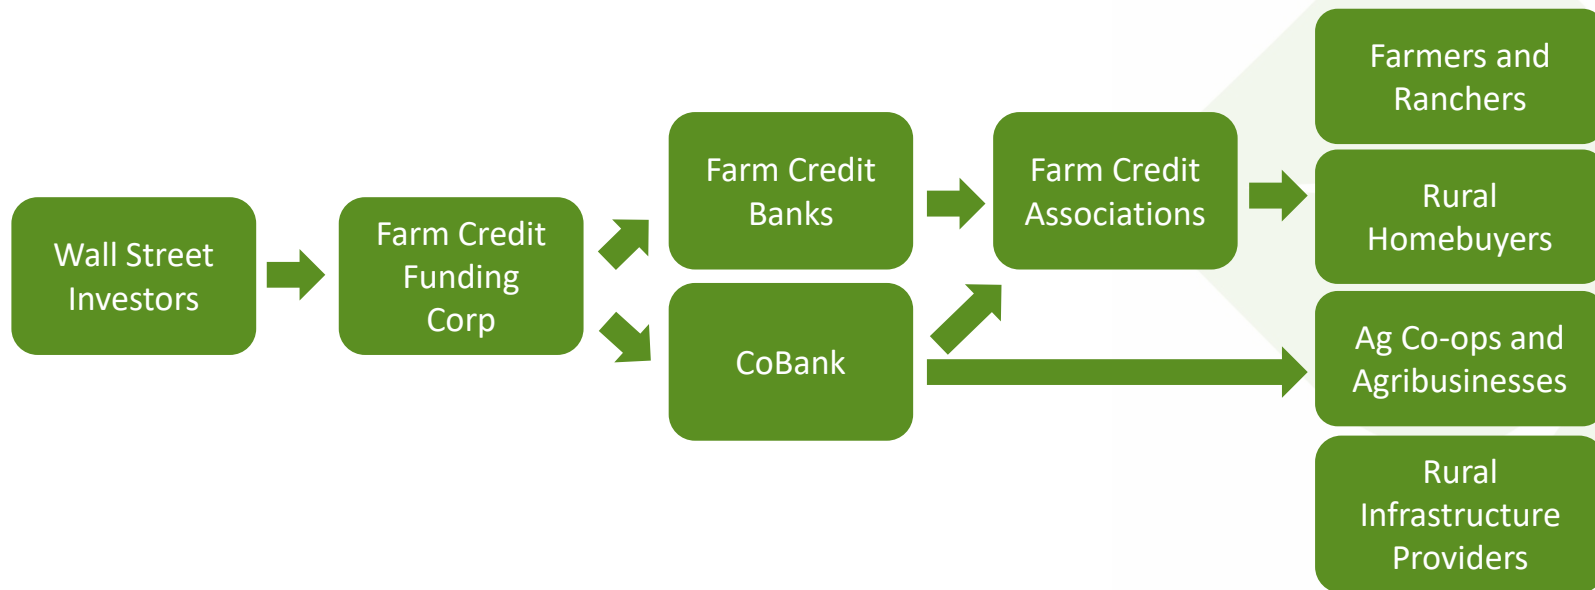 Wall Street
Investors
Farm Credit
Funding
Corp
Farm Credit
Banks
CoBank
Farm Credit
Associations
Farmers and
Ranchers
Rural
Homebuyers
Ag Co-ops and
Agribusinesses
Rural
Infrastructure
Providers